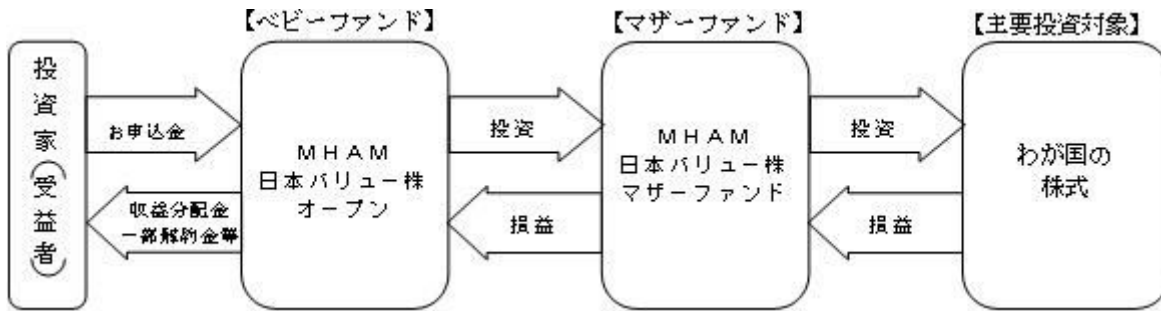 【ベビーファンド】
【マザーファンド】
【主要投資対象】
投資家（受益者）
お申込金
収益分配金
一部解約金等
ＭＨＡＭ
日本バリュー株
オープン
投資
損益
ＭＨＡＭ
日本バリュー株
マザーファンド
投資
損益
わが国の
株式